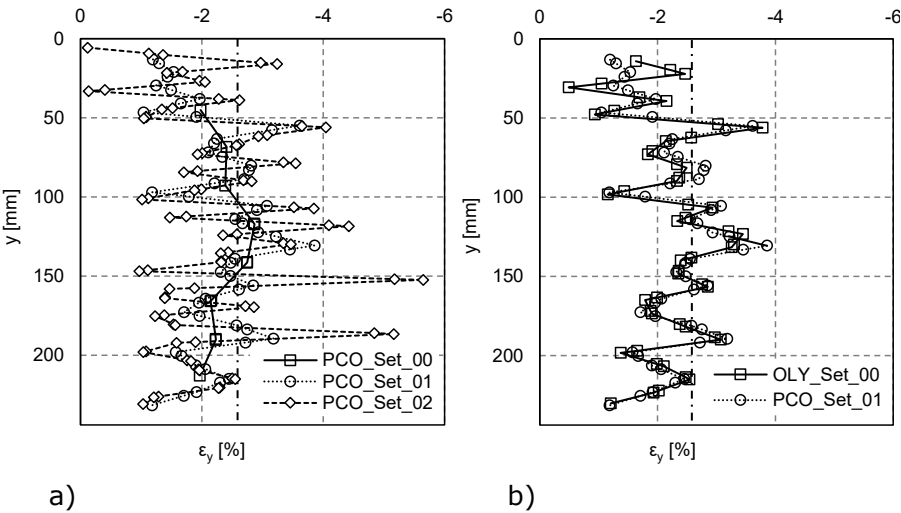 0 -2 -4 -6
0
50
100
150
200
y [mm]
PCO_Set_00
PCO_Set_01
PCO_Set_02
εy [%]
a)
0 -2 -4 -6
0
50
100
150
200
y [mm]
OLY_Set_00
PCO_Set_01
εy [%]
b)